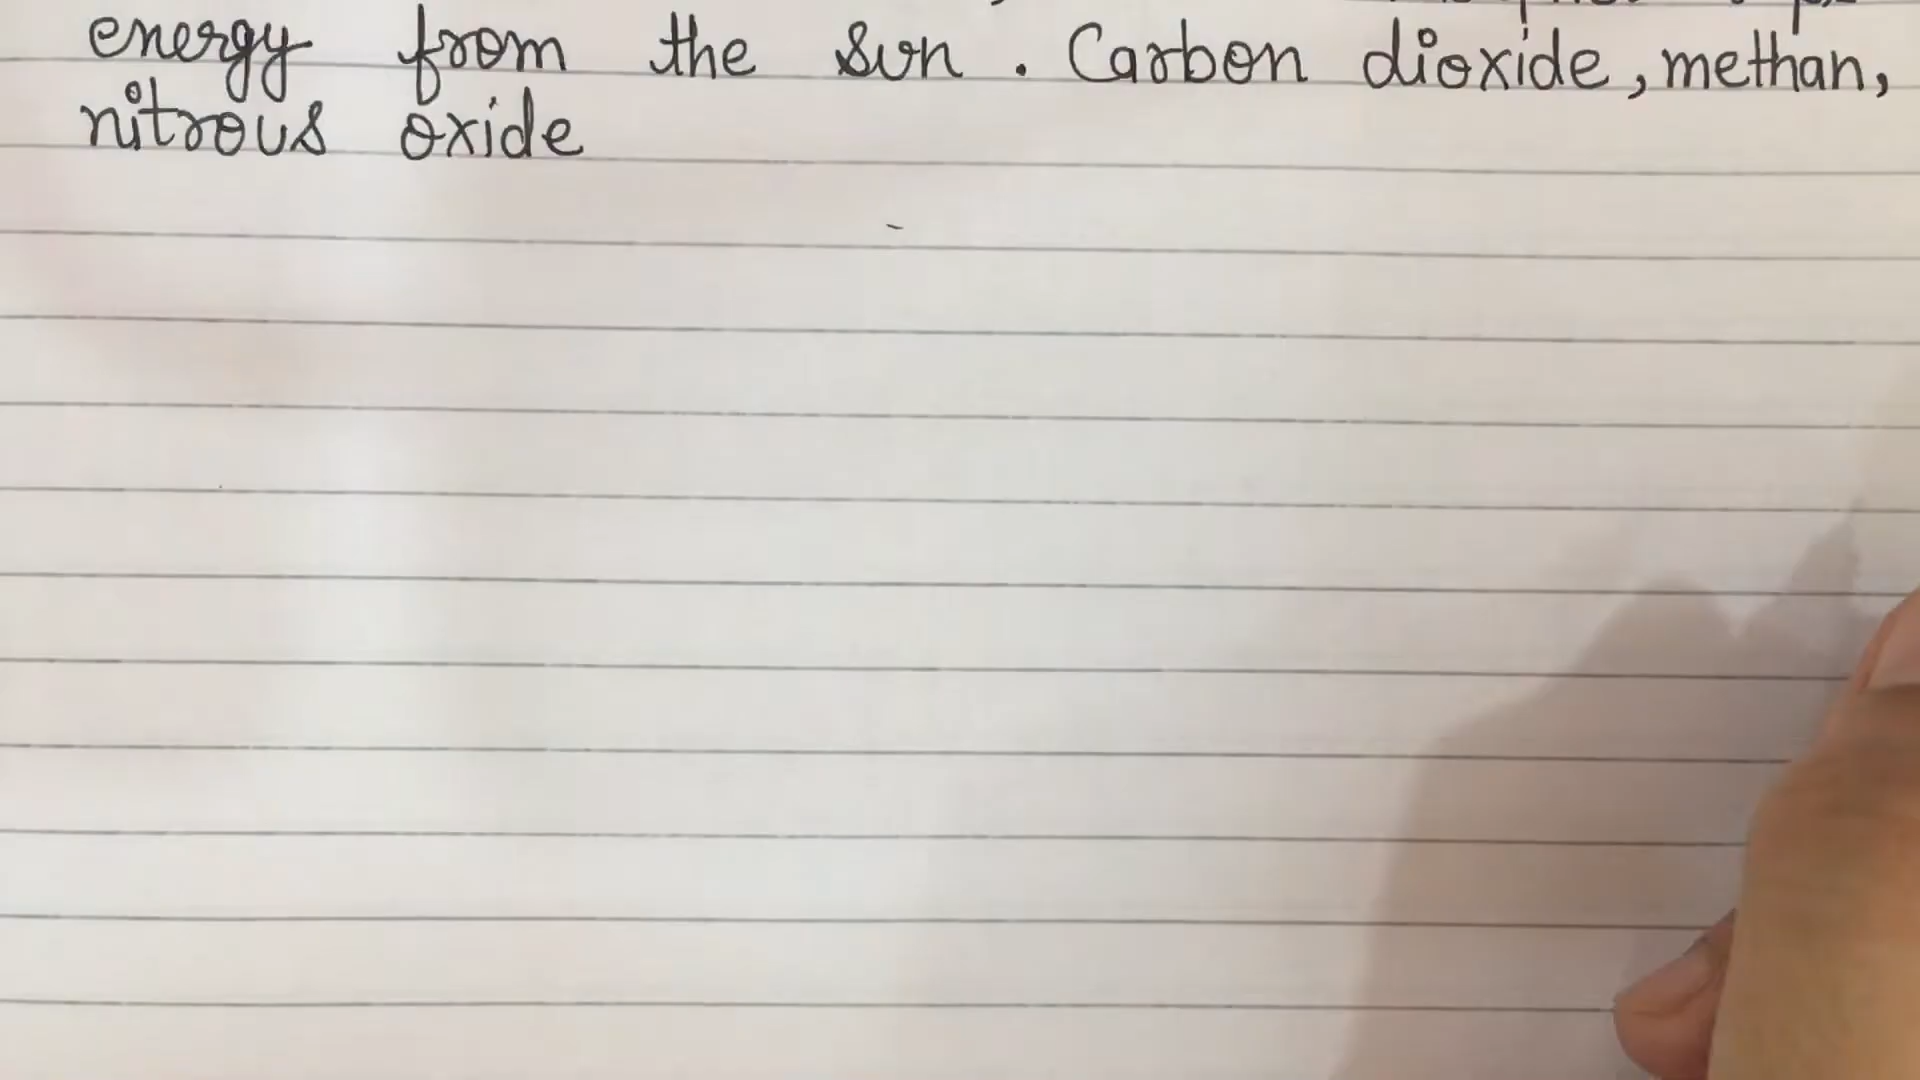 energy from the sun. Carbon dioxide, methan,
nitrous oxide